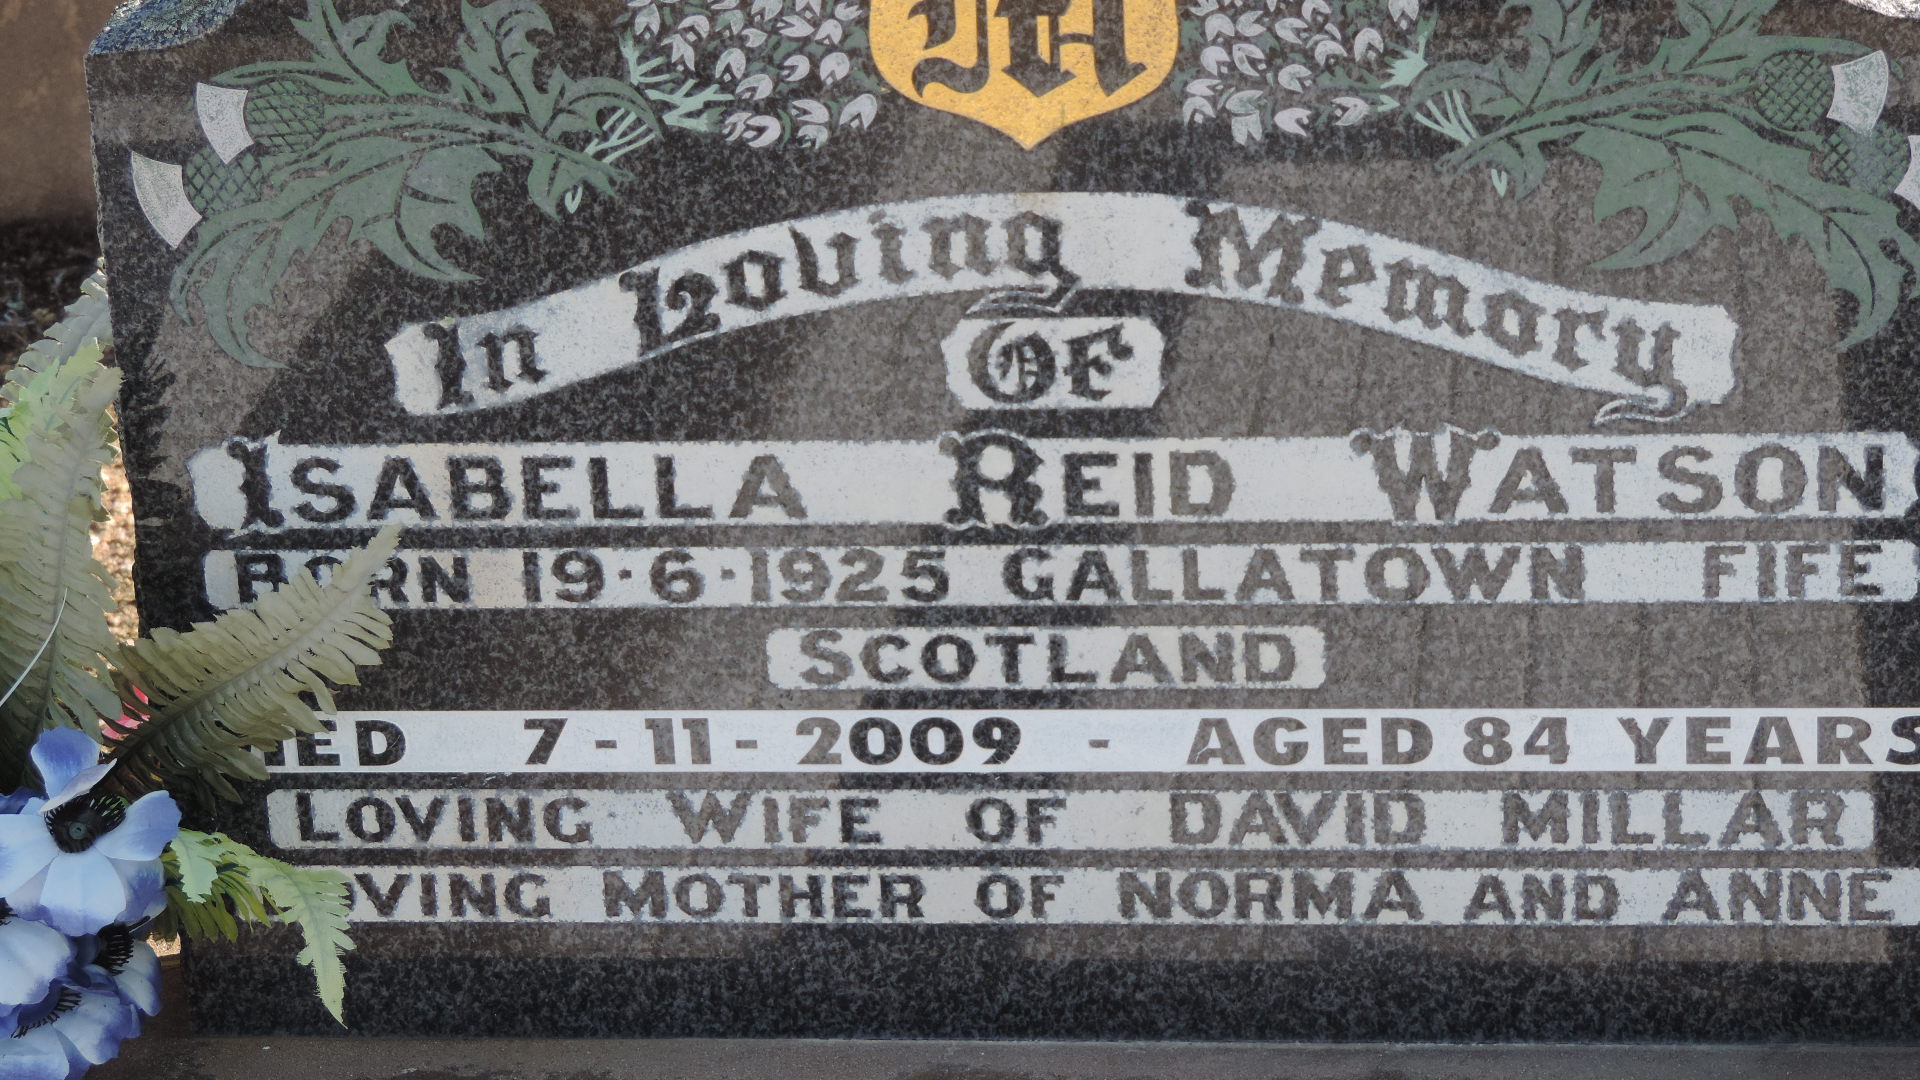 M
In Loving Memory
OF
ISABELLA REID WATSON
BORN 19·6·1925 GALLATOWN FIFE
SCOTLAND
DIED 7-11-2009 - AGED 84 YEARS
LOVING WIFE OF DAVID MILLAR
LOVING MOTHER OF NORMA AND ANNE